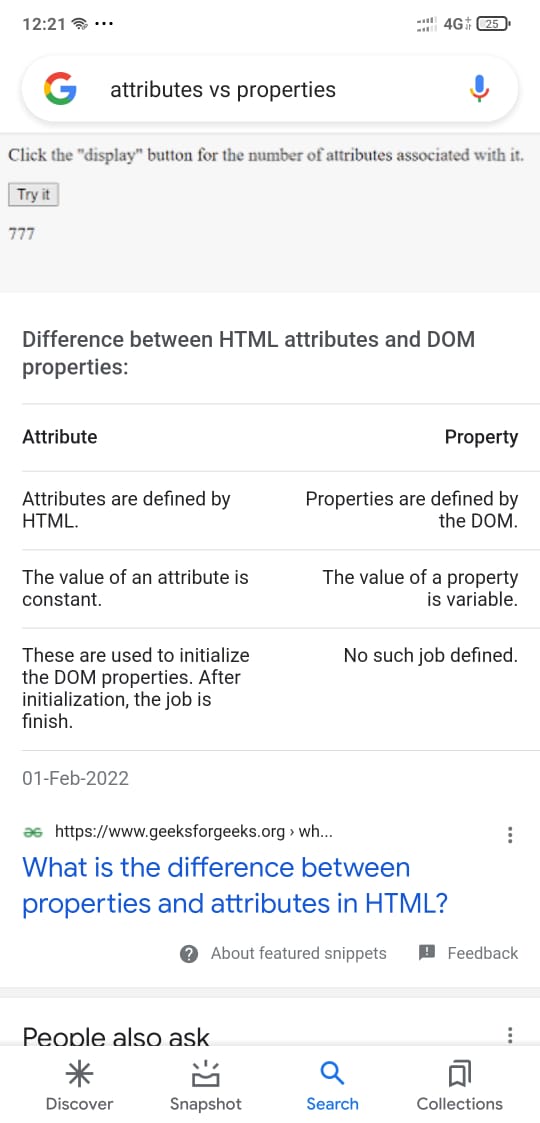 12:21 ...
4G 25
attributes vs properties
Click the "display" button for the number of attributes associated with it.
Try it
777
Difference between HTML attributes and DOM
properties:
Attribute Property
Attributes are defined by Properties are defined by
HTML. the DOM.
The value of an attribute is The value of a property
constant. is variable.
These are used to initialize No such job defined.
the DOM properties. After
initialization, the job is
finish.
01-Feb-2022
https://www.geeksforgeeks.org › wh...
What is the difference between
properties and attributes in HTML?
About featured snippets Feedback
People also ask
Discover Snapshot Search Collections